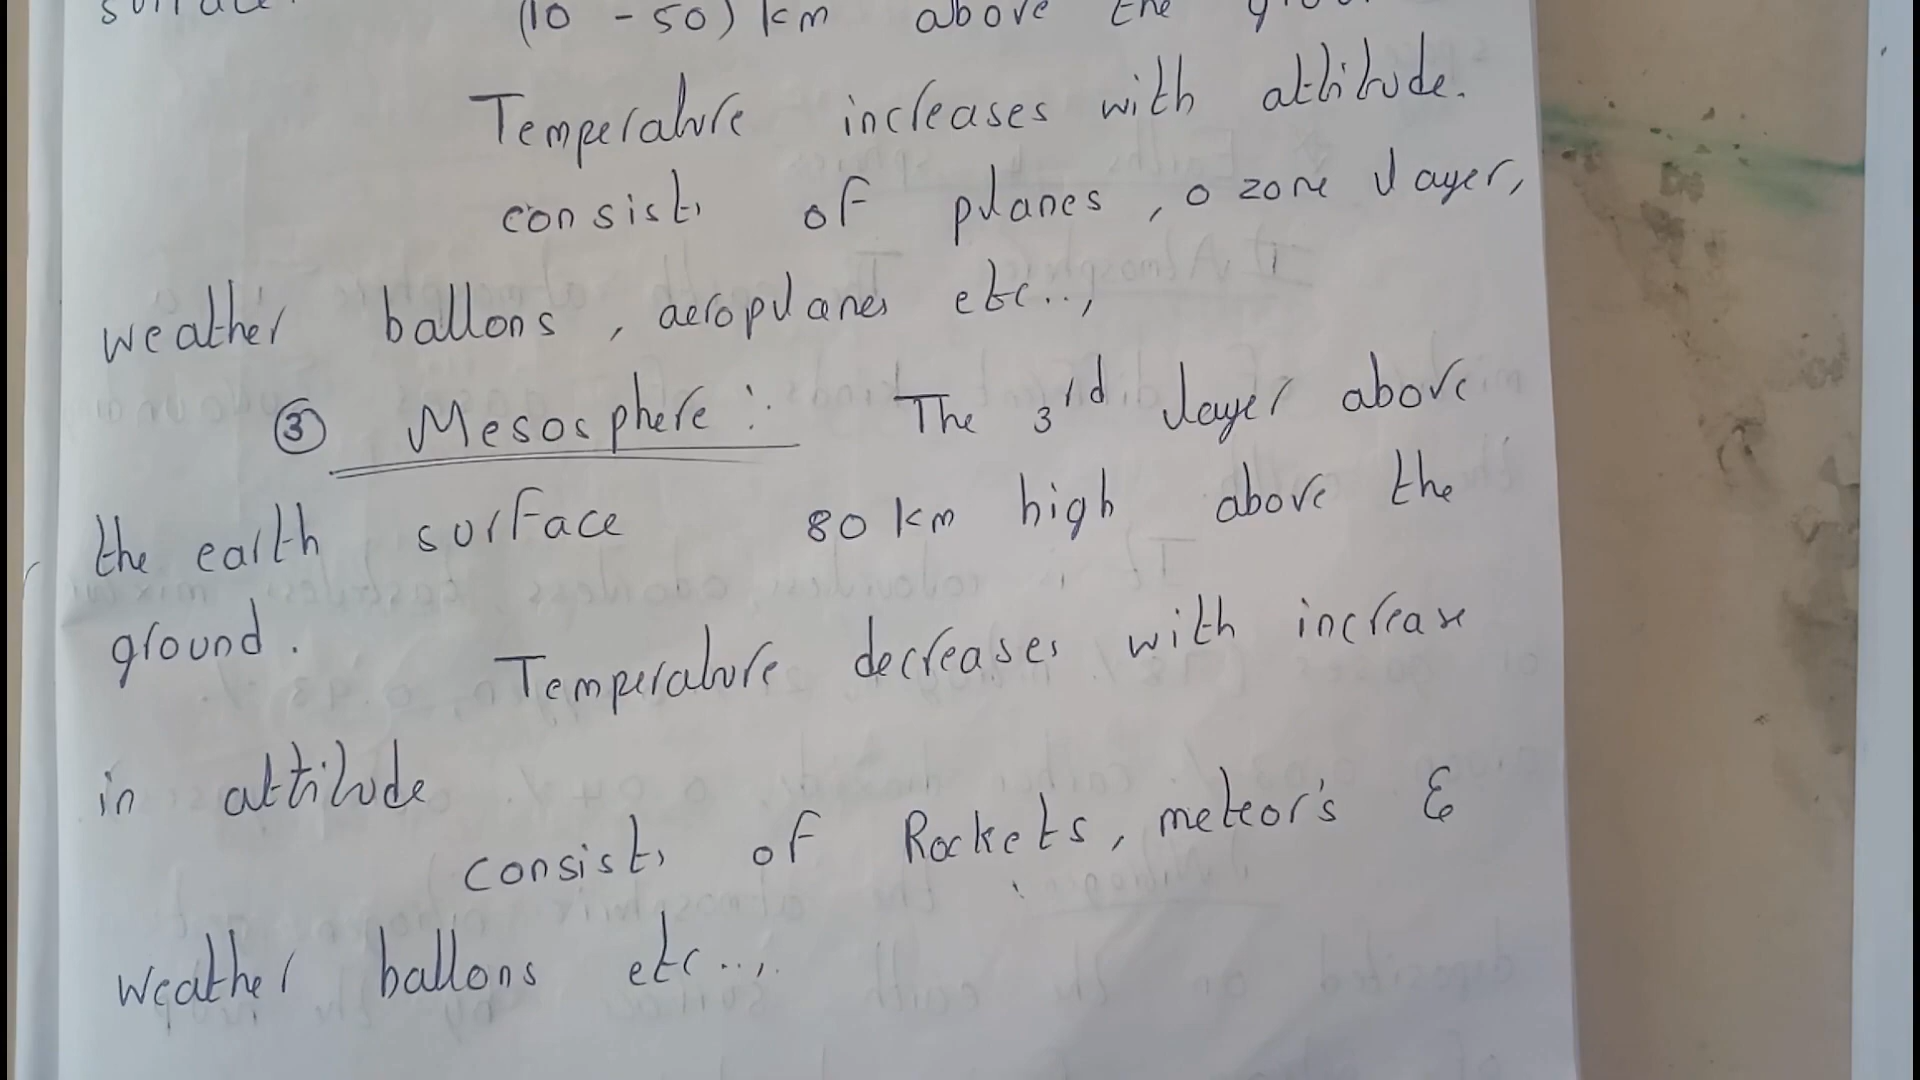 (10 - 50) km above the
Temperature increases with altitude.
consists of planes, ozone layer,
weather ballons, aeroplanes etc..,
③ Mesosphere: The 3rd layer above
the earth surface 80 km high above the
ground.
Temperature decreases with increase
in altitude
consists of Rockets, meteor's &
weather ballons etc..,